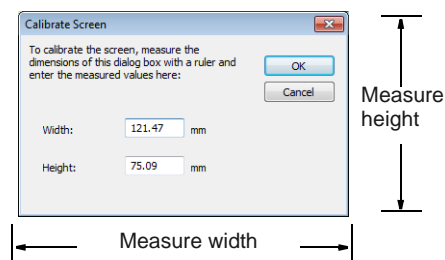 Calibrate Screen
To calibrate the screen, measure the
dimensions of this dialog box with a ruler and
enter the measured values here:
OK
Cancel
Width: 121.47 mm
Height: 75.09 mm
Measure
height
Measure width